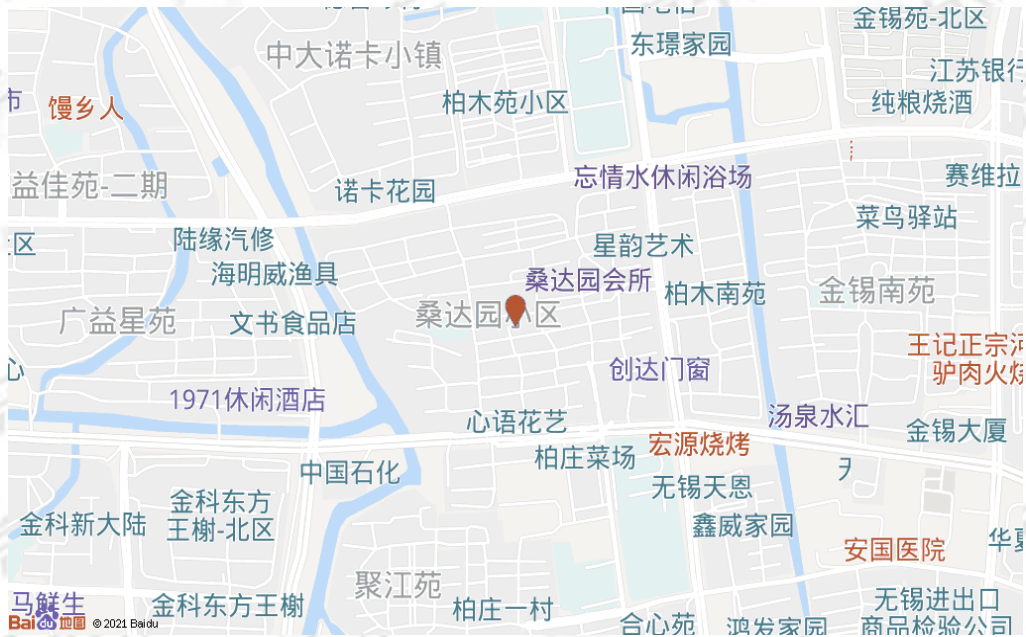 金锡苑-北区
东璟家园
中大诺卡小镇
江苏银行
市
馒乡人
柏木苑小区
纯粮烧酒
益佳苑-二期
诺卡花园
忘情水休闲浴场
赛维拉
菜鸟驿站
区
陆缘汽修
星韵艺术
海明威渔具
桑达园会所
柏木南苑
金锡南苑
广益星苑
文书食品店
桑达园小区
王记正宗河
驴肉火烧
心
创达门窗
1971休闲酒店
心语花艺
汤泉水汇
金锡大厦
宏源烧烤
柏庄菜场
中国石化
无锡天恩
金科东方
王榭-北区
金科新大陆
鑫威家园
华夏
安国医院
聚江苑
马鲜生
金科东方王榭
柏庄一村
无锡进出口
商品检验公司
合心苑
鸿发家园
Bai du 地图 © 2021 Baidu